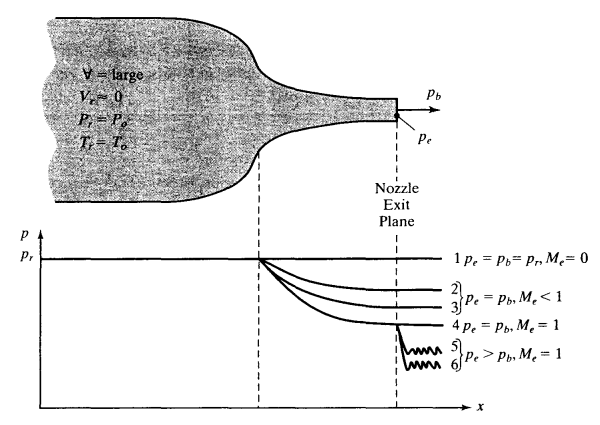 ∀ = large
V_r ≈ 0
P_r = P_o
T_r = T_o
p_b
p_e
Nozzle
Exit
Plane
p
p_r
1 p_e = p_b = p_r, M_e = 0
2
3
p_e = p_b, M_e < 1
4 p_e = p_b, M_e = 1
5
6
p_e > p_b, M_e = 1
x